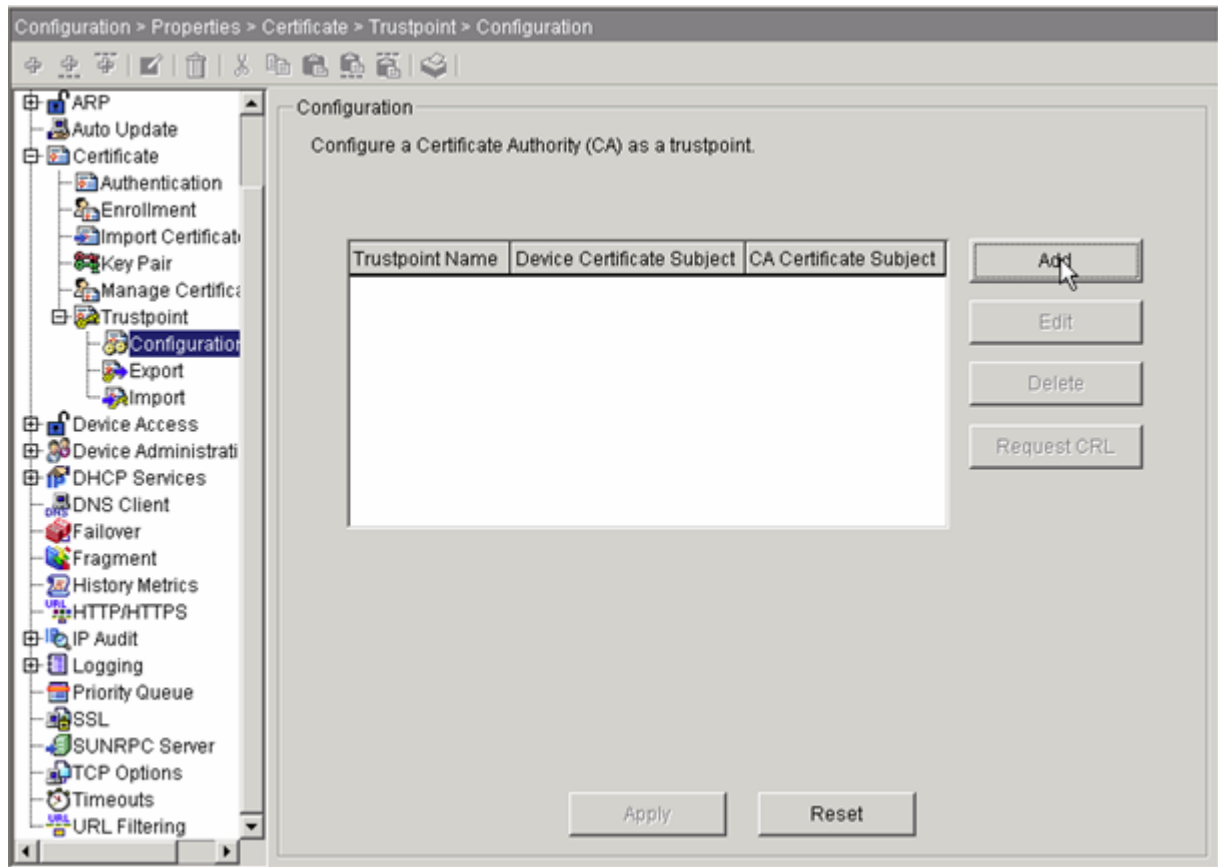 Configuration > Properties > Certificate > Trustpoint > Configuration
ARP
Auto Update
Certificate
Authentication
Enrollment
Import Certificat
Key Pair
Manage Certifica
Trustpoint
Configuration
Export
Import
Device Access
Device Administrati
DHCP Services
DNS Client
Failover
Fragment
History Metrics
HTTP/HTTPS
IP Audit
Logging
Priority Queue
SSL
SUNRPC Server
TCP Options
Timeouts
URL Filtering
Configuration
Configure a Certificate Authority (CA) as a trustpoint.
Trustpoint Name Device Certificate Subject CA Certificate Subject
Add
Edit
Delete
Request CRL
Apply Reset